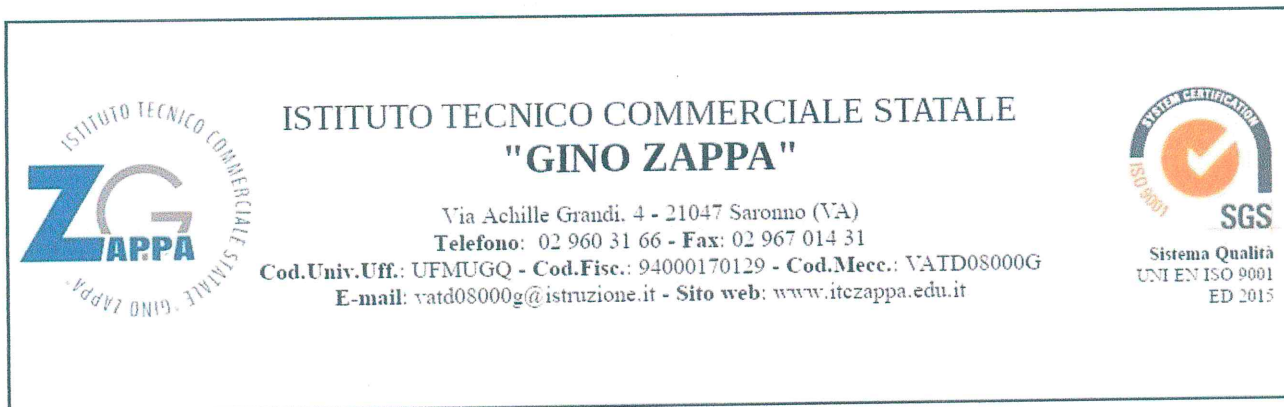 ISTITUTO TECNICO COMMERCIALE STATALE "GINO ZAPPA"
ZG
APPA
ISTITUTO TECNICO COMMERCIALE STATALE
"GINO ZAPPA"
Via Achille Grandi. 4 - 21047 Saronno (VA)
Telefono: 02 960 31 66 - Fax: 02 967 014 31
Cod.Univ.Uff.: UFMUGQ - Cod.Fisc.: 94000170129 - Cod.Mecc.: VATD08000G
E-mail: vatd08000g@istruzione.it - Sito web: www.itczappa.edu.it
SYSTEM CERTIFICATION
ISO 9001
SGS
Sistema Qualità
UNI EN ISO 9001
ED 2015